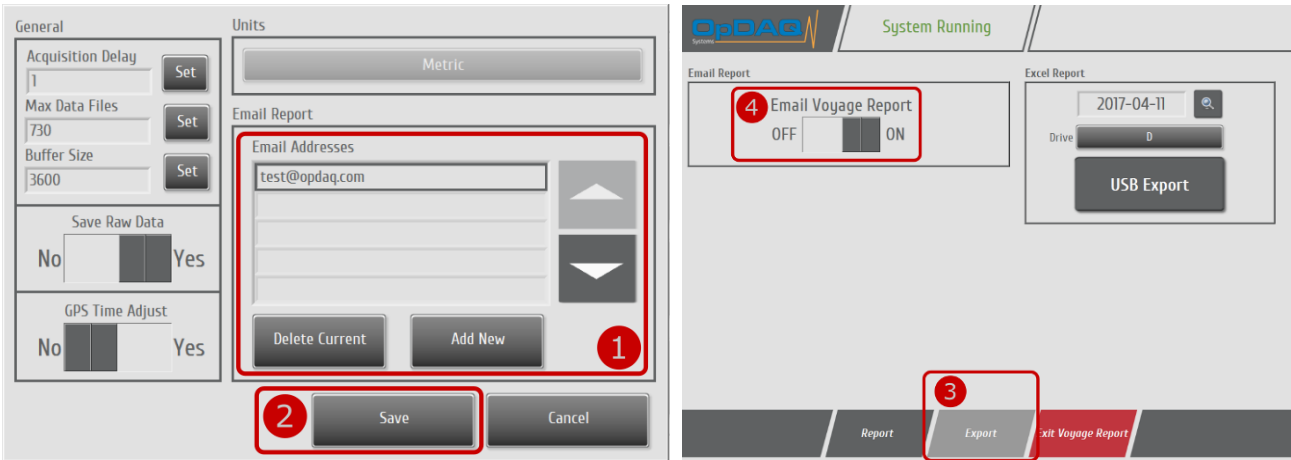 General
Acquisition Delay
1
Set
Max Data Files
730
Set
Buffer Size
3600
Set
Save Raw Data
No
Yes
GPS Time Adjust
No
Yes
Units
Metric
Email Report
Email Addresses
test@opdaq.com
Delete Current
Add New
1
2
Save
Cancel
OpDAQ
Systems
System Running
Email Report
4 Email Voyage Report
OFF
ON
Excel Report
2017-04-11
Drive
D
USB Export
3
Report
Export
Exit Voyage Report